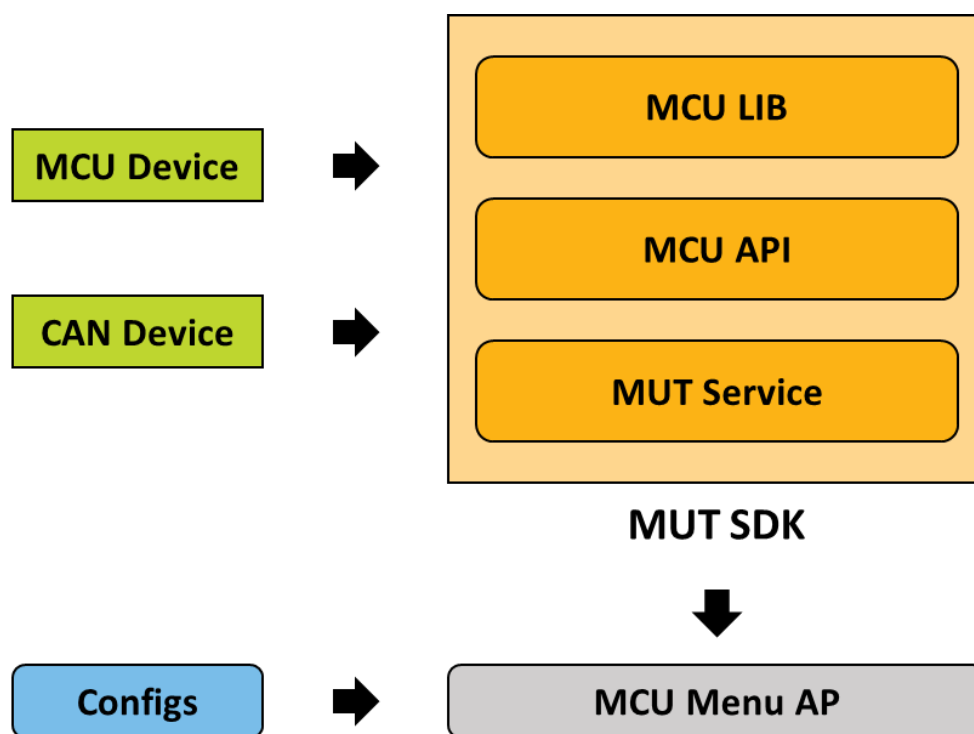 MCU LIB
MCU Device
MCU API
CAN Device
MUT Service
MUT SDK
Configs
MCU Menu AP